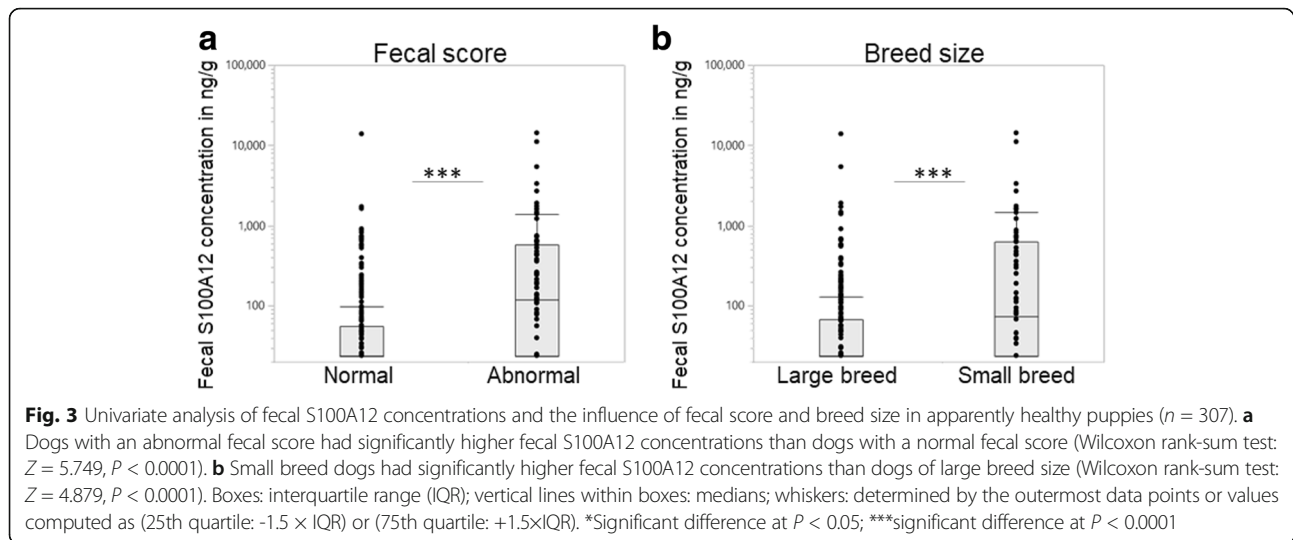 a
Fecal score
Fecal S100A12 concentration in ng/g
100,000
10,000
1,000
100
***
Normal Abnormal
b
Breed size
Fecal S100A12 concentration in ng/g
100,000
10,000
1,000
100
***
Large breed Small breed
Fig. 3 Univariate analysis of fecal S100A12 concentrations and the influence of fecal score and breed size in apparently healthy puppies (n = 307). a
Dogs with an abnormal fecal score had significantly higher fecal S100A12 concentrations than dogs with a normal fecal score (Wilcoxon rank-sum test:
Z = 5.749, P < 0.0001). b Small breed dogs had significantly higher fecal S100A12 concentrations than dogs of large breed size (Wilcoxon rank-sum test:
Z = 4.879, P < 0.0001). Boxes: interquartile range (IQR); vertical lines within boxes: medians; whiskers: determined by the outermost data points or values
computed as (25th quartile: -1.5 × IQR) or (75th quartile: +1.5×IQR). *Significant difference at P < 0.05; ***significant difference at P < 0.0001